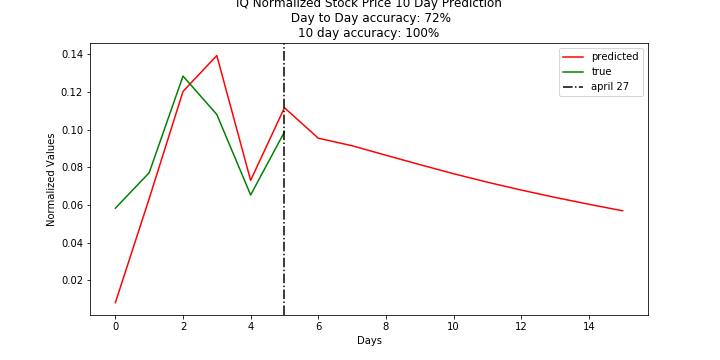 IQ Normalized Stock Price 10 Day Prediction
Day to Day accuracy: 72%
10 day accuracy: 100%
predicted
true
april 27
Normalized Values
0.14
0.12
0.10
0.08
0.06
0.04
0.02
0 2 4 6 8 10 12 14
Days